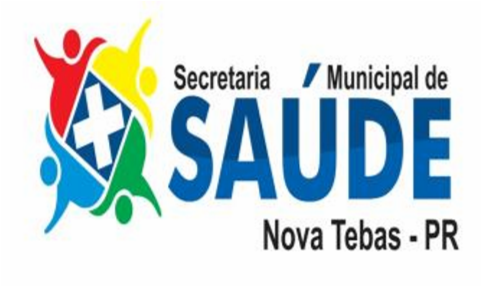 Secretaria Municipal de
SAÚDE
Nova Tebas - PR